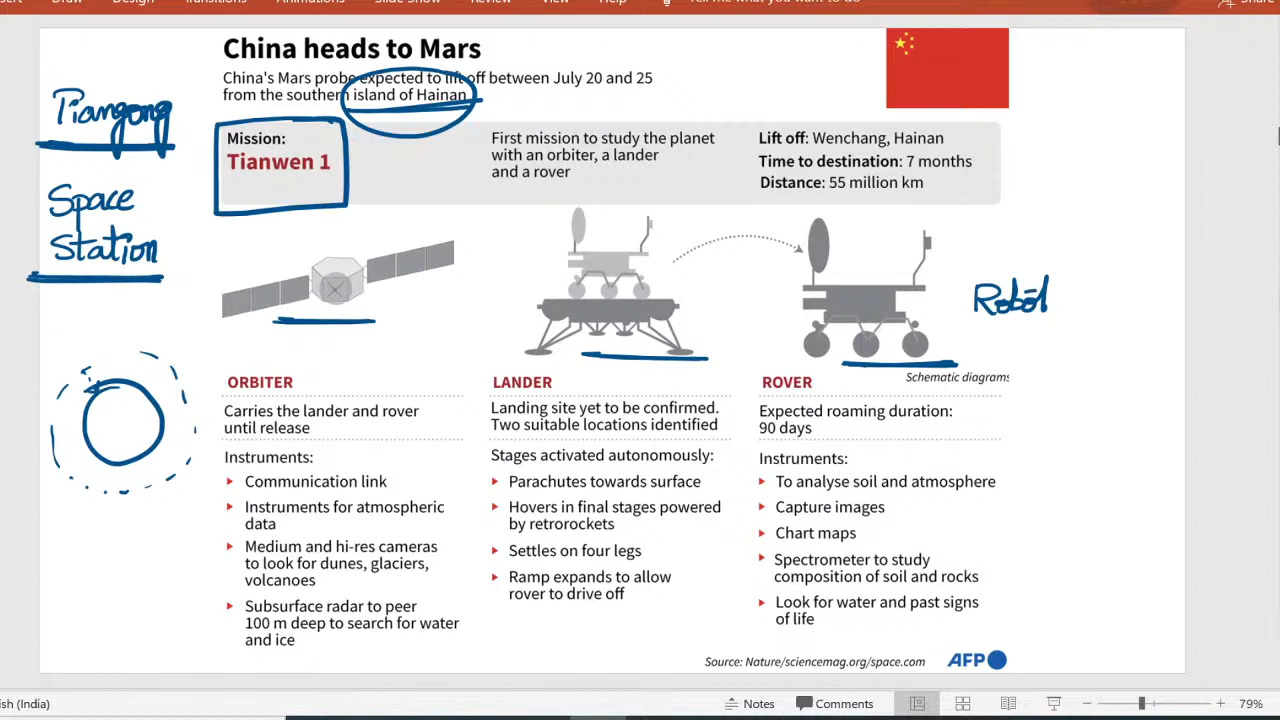 China heads to Mars
China's Mars probe expected to lift off between July 20 and 25
from the southern island of Hainan
Tiangong
Space
Station
Mission:
Tianwen 1
First mission to study the planet
with an orbiter, a lander
and a rover
Lift off: Wenchang, Hainan
Time to destination: 7 months
Distance: 55 million km
Robot
Schematic diagrams
ORBITER
Carries the lander and rover
until release
Instruments:
Communication link
Instruments for atmospheric
data
Medium and hi-res cameras
to look for dunes, glaciers,
volcanoes
Subsurface radar to peer
100 m deep to search for water
and ice
LANDER
Landing site yet to be confirmed.
Two suitable locations identified
Stages activated autonomously:
Parachutes towards surface
Hovers in final stages powered
by retrorockets
Settles on four legs
Ramp expands to allow
rover to drive off
ROVER
Expected roaming duration:
90 days
Instruments:
To analyse soil and atmosphere
Capture images
Chart maps
Spectrometer to study
composition of soil and rocks
Look for water and past signs
of life
Source: Nature/sciencemag.org/space.com
AFP
ish (India)
Notes
Comments
79%